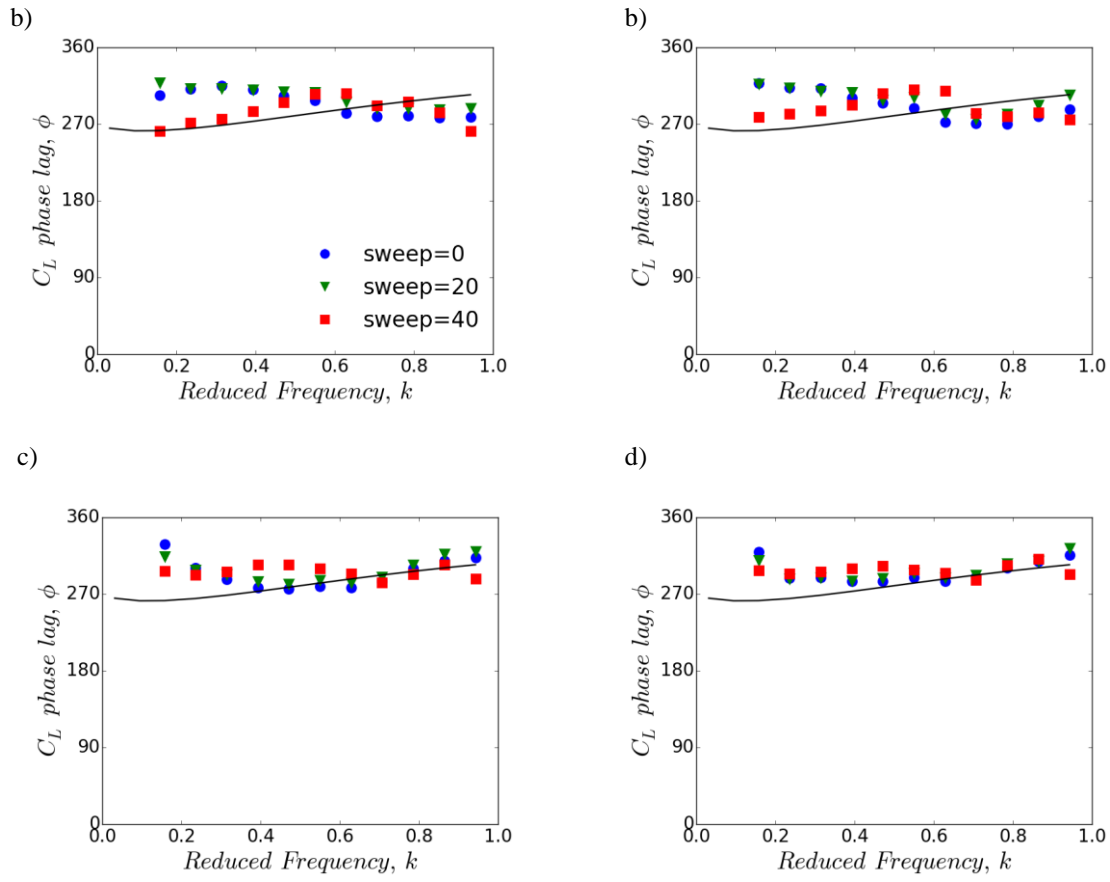 b)
360
270
180
90
0
C_L phase lag, ϕ
sweep=0
sweep=20
sweep=40
0.0 0.2 0.4 0.6 0.8 1.0
Reduced Frequency, k
b)
360
270
180
90
0
C_L phase lag, ϕ
0.0 0.2 0.4 0.6 0.8 1.0
Reduced Frequency, k
c)
360
270
180
90
0
C_L phase lag, ϕ
0.0 0.2 0.4 0.6 0.8 1.0
Reduced Frequency, k
d)
360
270
180
90
0
C_L phase lag, ϕ
0.0 0.2 0.4 0.6 0.8 1.0
Reduced Frequency, k